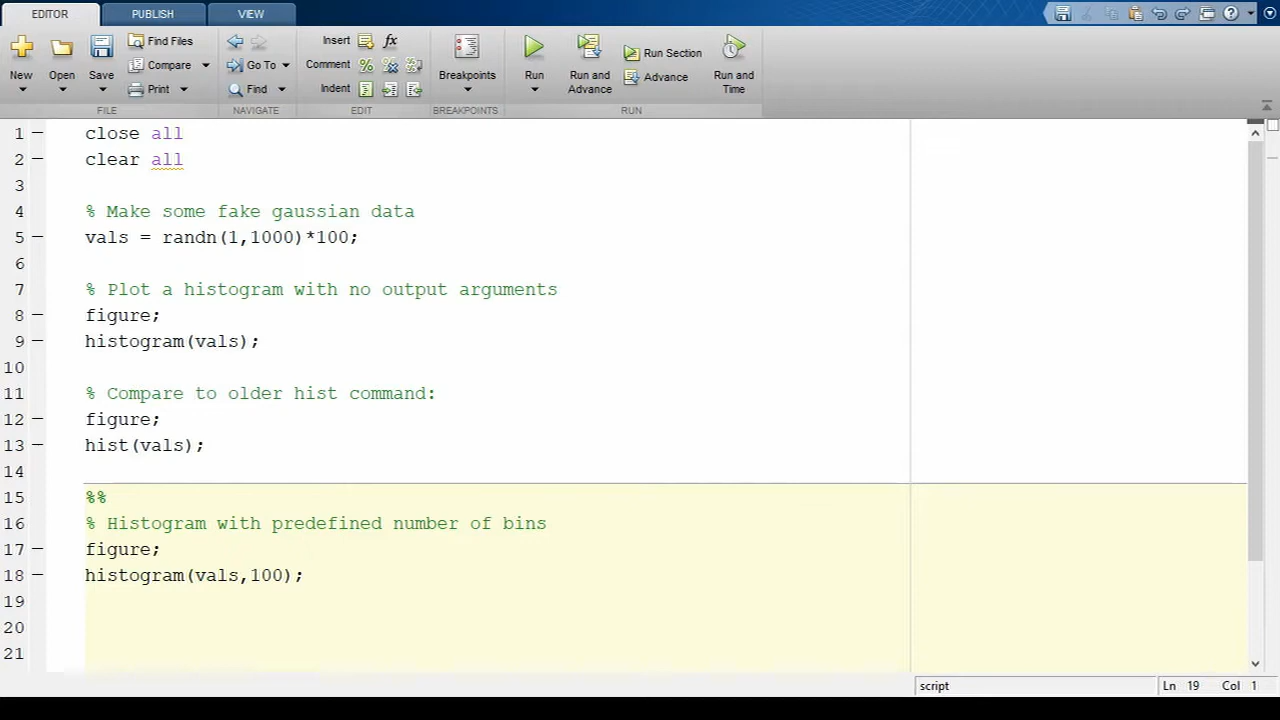 EDITOR PUBLISH VIEW
New Open Save Find Files Compare Print FILE
Go To Find NAVIGATE
Insert fx Comment % Indent EDIT
Breakpoints BREAKPOINTS
Run Run and Advance Run Section Advance Run and Time RUN
1 close all
2 clear all
3
4 % Make some fake gaussian data
5 vals = randn(1,1000)*100;
6
7 % Plot a histogram with no output arguments
8 figure;
9 histogram(vals);
10
11 % Compare to older hist command:
12 figure;
13 hist(vals);
14
15 %%
16 % Histogram with predefined number of bins
17 figure;
18 histogram(vals,100);
19
20
21
script Ln 19 Col 1